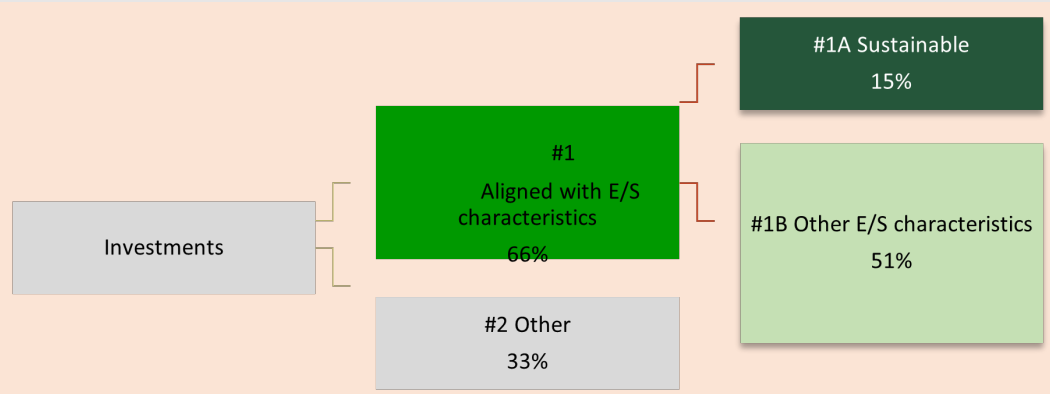 Investments
#1
Aligned with E/S
characteristics
66%
#2 Other
33%
#1A Sustainable
15%
#1B Other E/S characteristics
51%